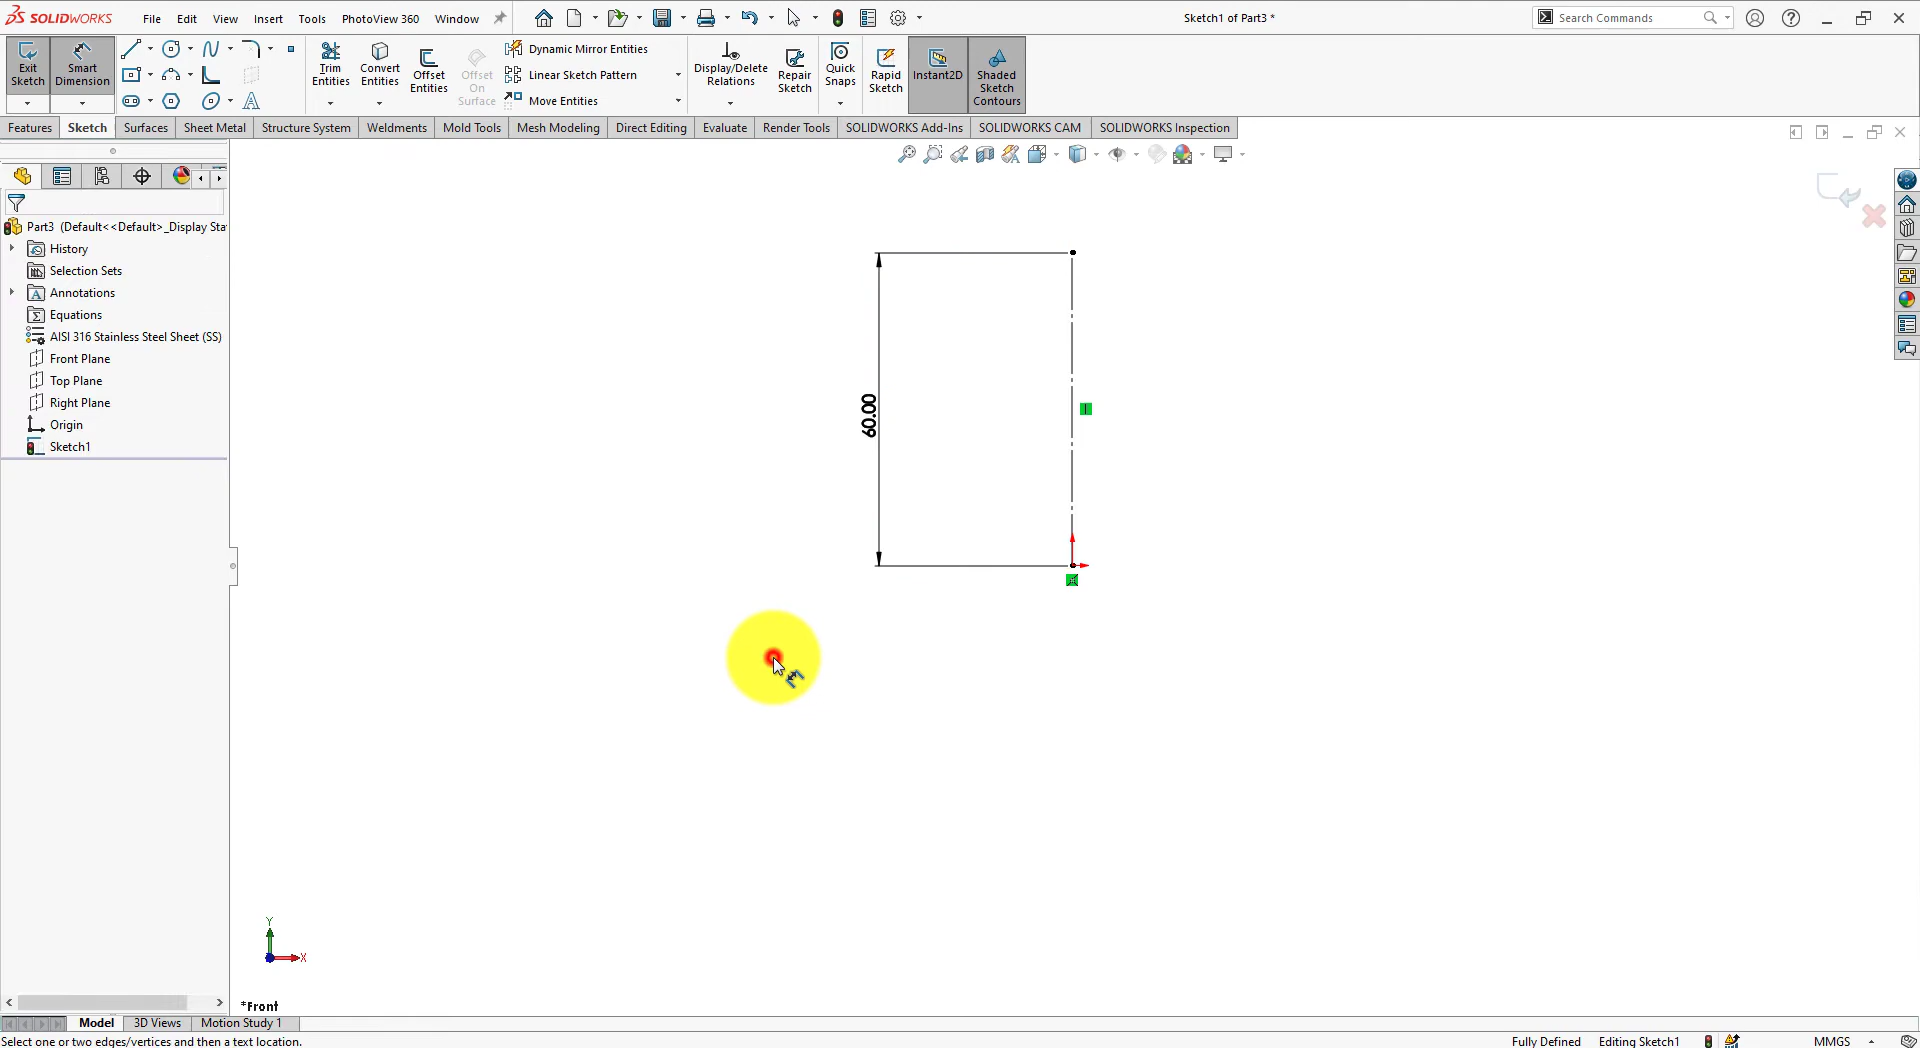 SOLIDWORKS File Edit View Insert Tools PhotoView 360 Window Sketch1 of Part3 * Search Commands
Exit Sketch
Smart Dimension
Trim Entities
Convert Entities
Offset Entities
Offset On Surface
Dynamic Mirror Entities
Linear Sketch Pattern
Move Entities
Display/Delete Relations
Repair Sketch
Quick Snaps
Rapid Sketch
Instant2D
Shaded Sketch Contours
Features Sketch Surfaces Sheet Metal Structure System Weldments Mold Tools Mesh Modeling Direct Editing Evaluate Render Tools SOLIDWORKS Add-Ins SOLIDWORKS CAM SOLIDWORKS Inspection
Part3 (Default<<Default>_Display Sta
History
Selection Sets
Annotations
Equations
AISI 316 Stainless Steel Sheet (SS)
Front Plane
Top Plane
Right Plane
Origin
Sketch1
60.00
Y
X
*Front
Model 3D Views Motion Study 1
Select one or two edges/vertices and then a text location. Fully Defined Editing Sketch1 MMGS